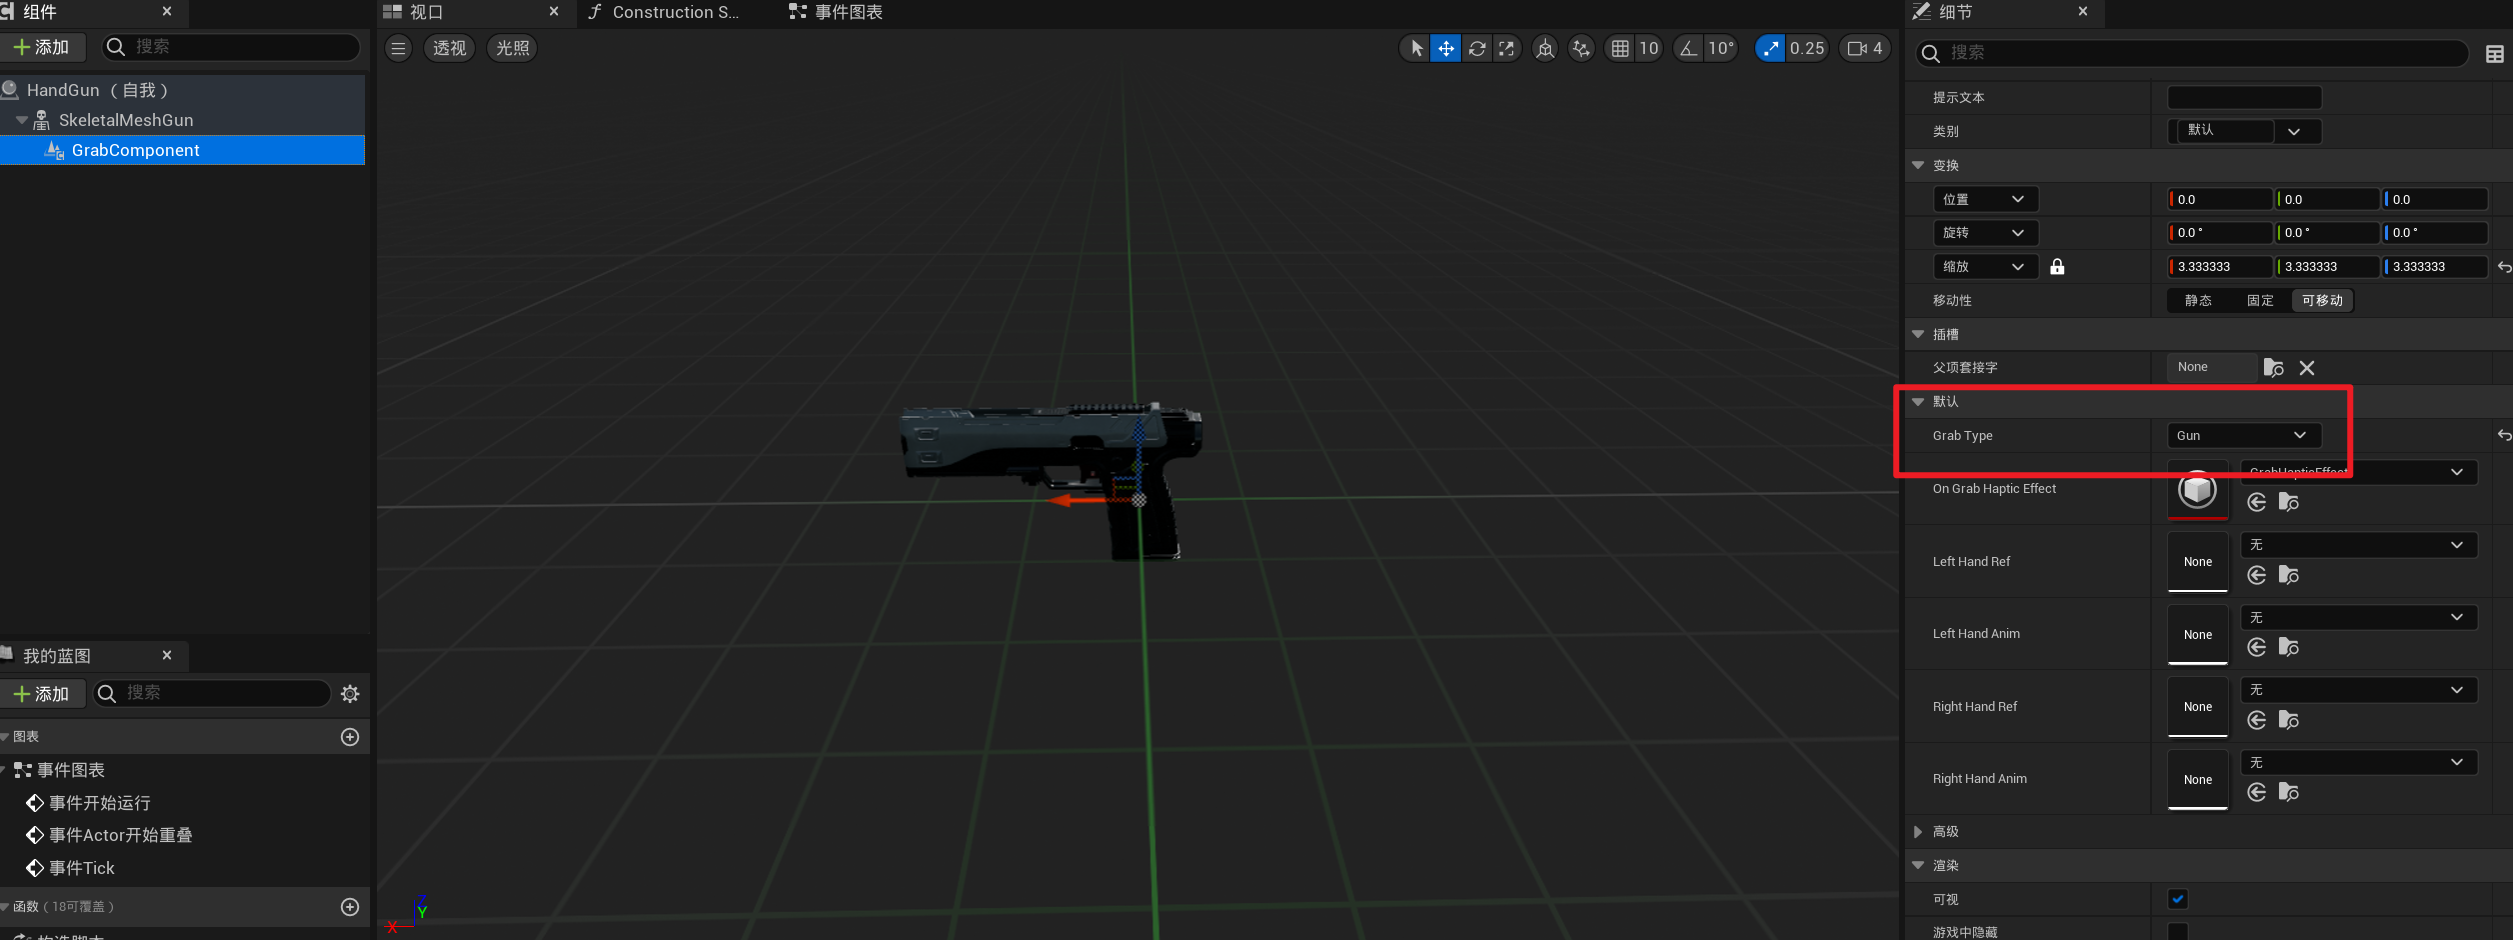 组件
添加
搜索
HandGun （自我）
SkeletalMeshGun
GrabComponent
我的蓝图
添加
搜索
图表
事件图表
事件开始运行
事件Actor开始重叠
事件Tick
函数（18可覆盖）
构造脚本
视口
Construction S...
事件图表
透视
光照
10
10°
0.25
4
Z
Y
X
细节
搜索
提示文本
类别
默认
变换
位置
0.0
0.0
0.0
旋转
0.0 °
0.0 °
0.0 °
缩放
3.333333
3.333333
3.333333
移动性
静态
固定
可移动
插槽
父项套接字
None
默认
Grab Type
Gun
On Grab Haptic Effect
GrabHapticEffect
Left Hand Ref
None
无
Left Hand Anim
None
无
Right Hand Ref
None
无
Right Hand Anim
None
无
高级
渲染
可视
游戏中隐藏